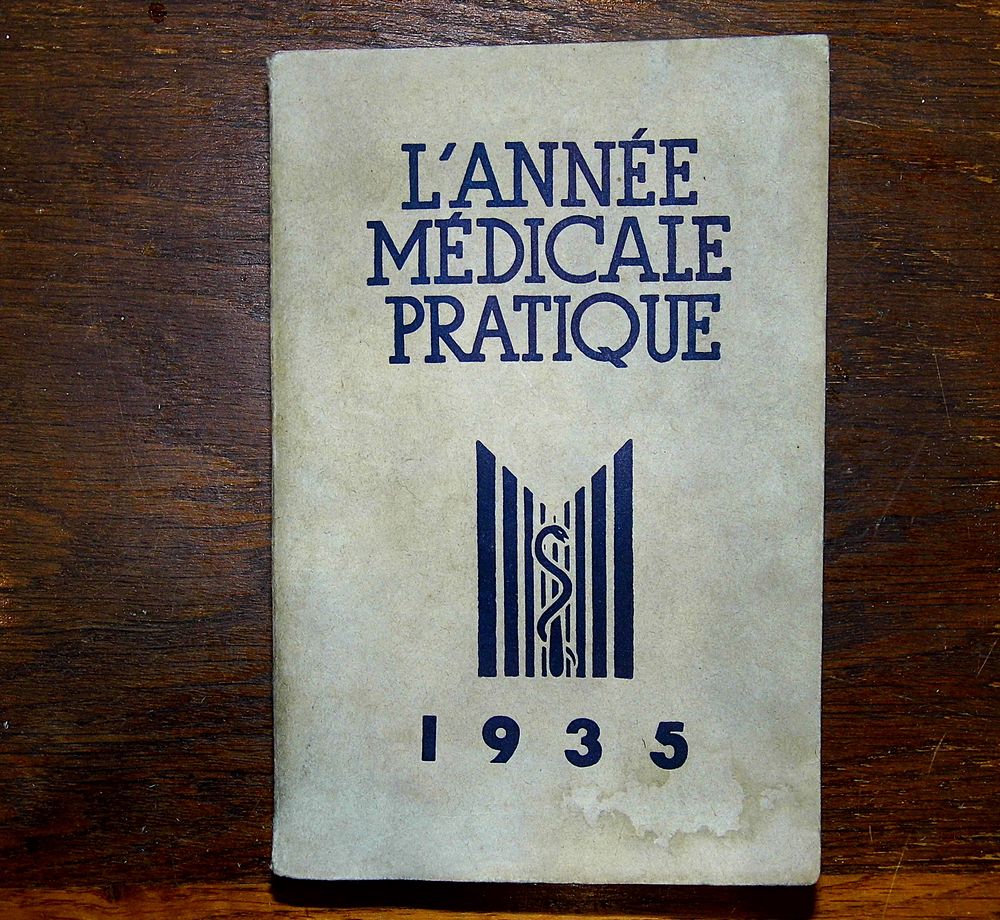 L'ANNÉE
MÉDICALE
PRATIQUE
1935